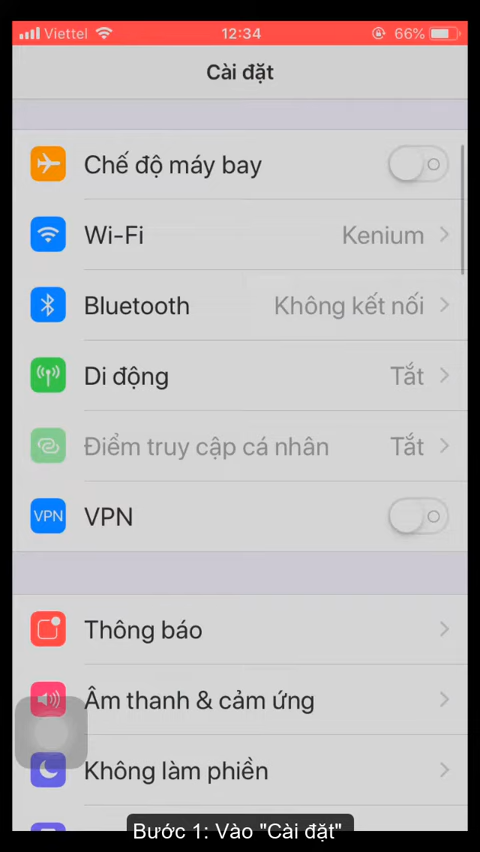 Viettel 12:34 66%
Cài đặt
Chế độ máy bay
Wi-Fi Kenium
Bluetooth Không kết nối
Di động Tắt
Điểm truy cập cá nhân Tắt
VPN VPN
Thông báo
Âm thanh & cảm ứng
Không làm phiền
Bước 1: Vào "Cài đặt"